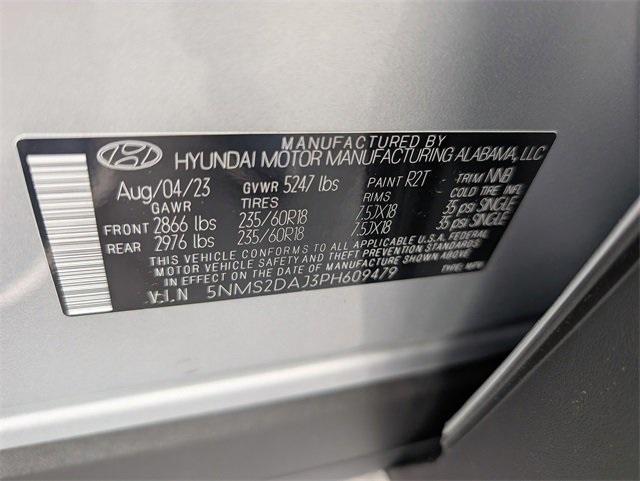 MANUFACTURED BY
HYUNDAI MOTOR MANUFACTURING ALABAMA, LLC
Aug/04/23 GVWR 5247 lbs PAINT R2T TRIM NNB
GAWR TIRES RIMS COLD TIRE INFL
FRONT 2866 lbs 235/60R18 7.5JX18 35 psi SINGLE
REAR 2976 lbs 235/60R18 7.5JX18 35 psi SINGLE
THIS VEHICLE CONFORMS TO ALL APPLICABLE U.S.A. FEDERAL
MOTOR VEHICLE SAFETY AND THEFT PREVENTION STANDARDS
IN EFFECT ON THE DATE OF MANUFACTURE SHOWN ABOVE.
V.I.N 5NMS2DAJ3PH609479 TYPE: MPV